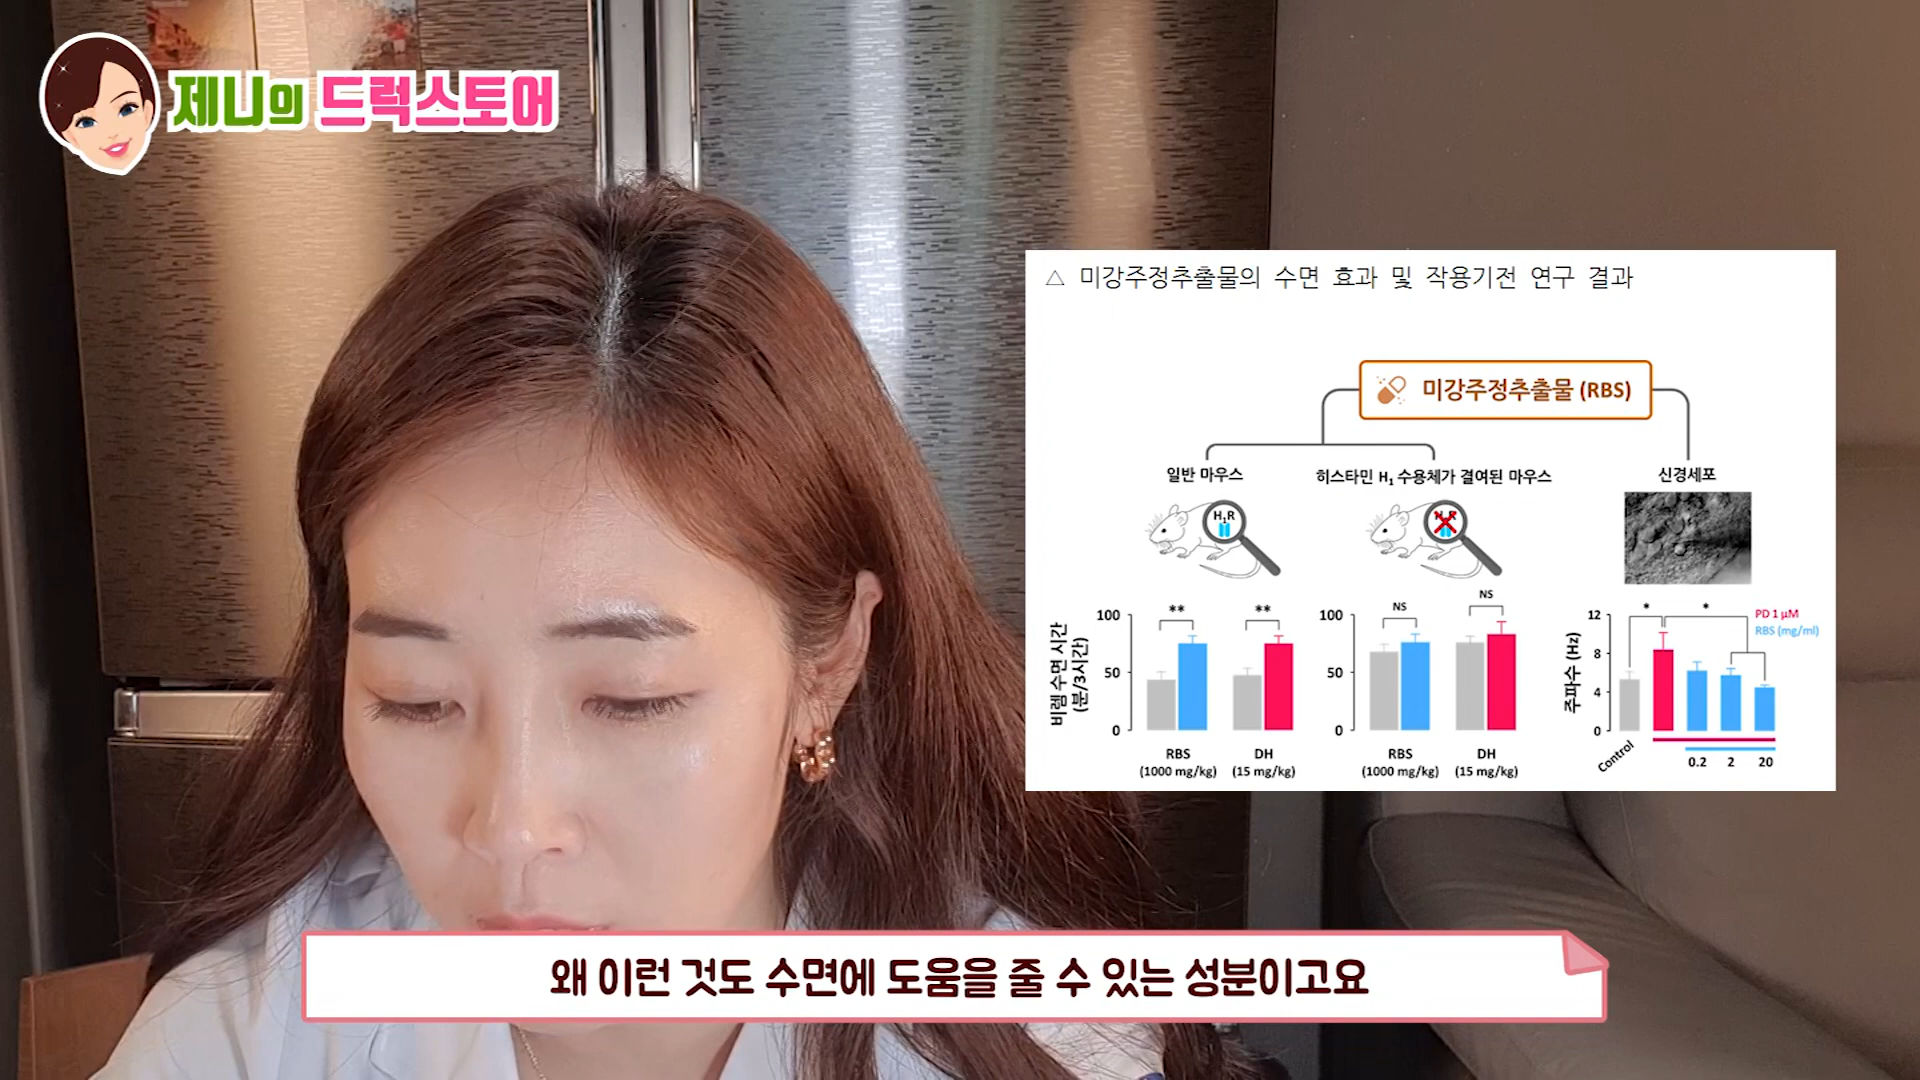 제니의 드럭스토어
△ 미강주정추출물의 수면 효과 및 작용기전 연구 결과
미강주정추출물 (RBS)
일반 마우스
히스타민 H1 수용체가 결여된 마우스
신경세포
H1R
비렘수면 시간
(분/3시간)
100
50
0
**
**
RBS
(1000 mg/kg)
DH
(15 mg/kg)
100
50
0
NS
NS
RBS
(1000 mg/kg)
DH
(15 mg/kg)
주파수 (Hz)
12
8
4
0
*
*
PD 1 μM
RBS (mg/ml)
Control
0.2 2 20
왜 이런 것도 수면에 도움을 줄 수 있는 성분이고요